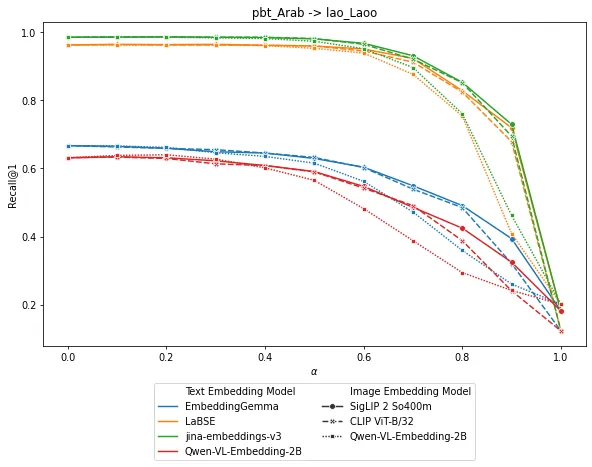 pbt_Arab -> lao_Laoo
1.0
0.8
0.6
0.4
0.2
Recall@1
0.0 0.2 0.4 0.6 0.8 1.0
α
Text Embedding Model Image Embedding Model
EmbeddingGemma SigLIP 2 So400m
LaBSE CLIP ViT-B/32
jina-embeddings-v3 Qwen-VL-Embedding-2B
Qwen-VL-Embedding-2B